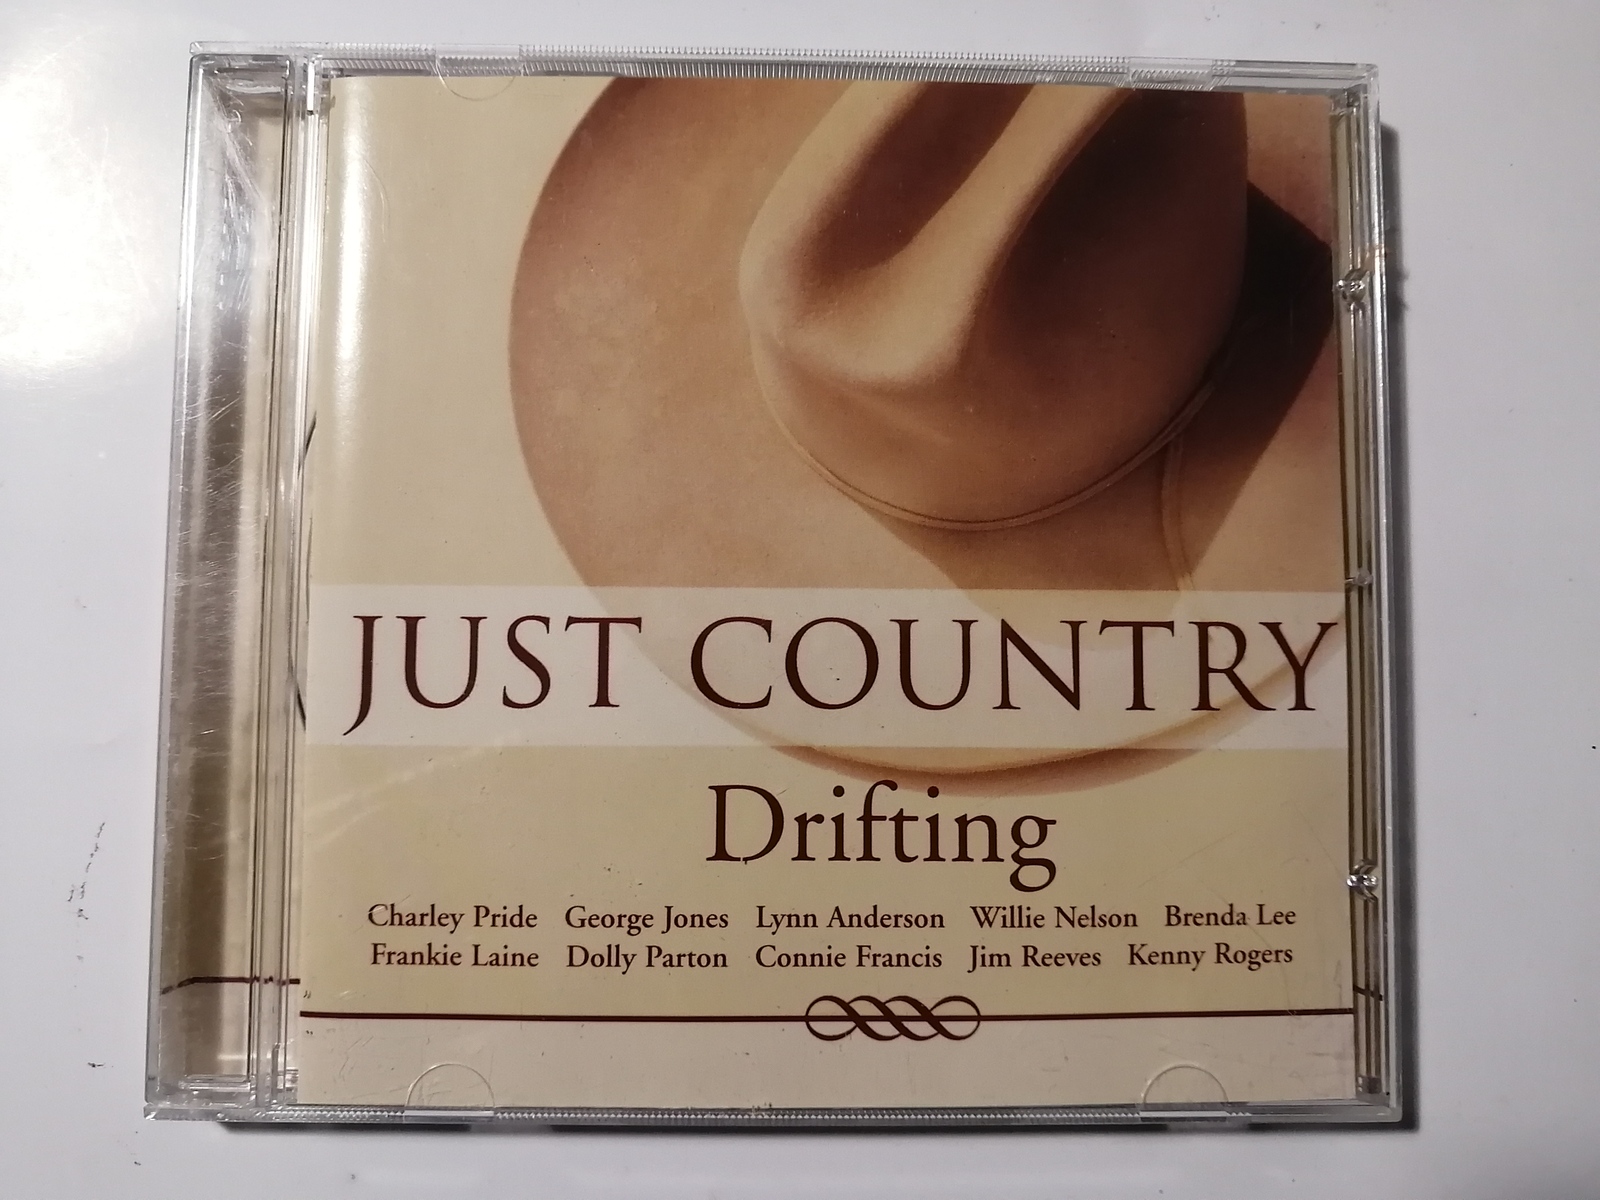 JUST COUNTRY
Drifting
Charley Pride George Jones Lynn Anderson Willie Nelson Brenda Lee
Frankie Laine Dolly Parton Connie Francis Jim Reeves Kenny Rogers